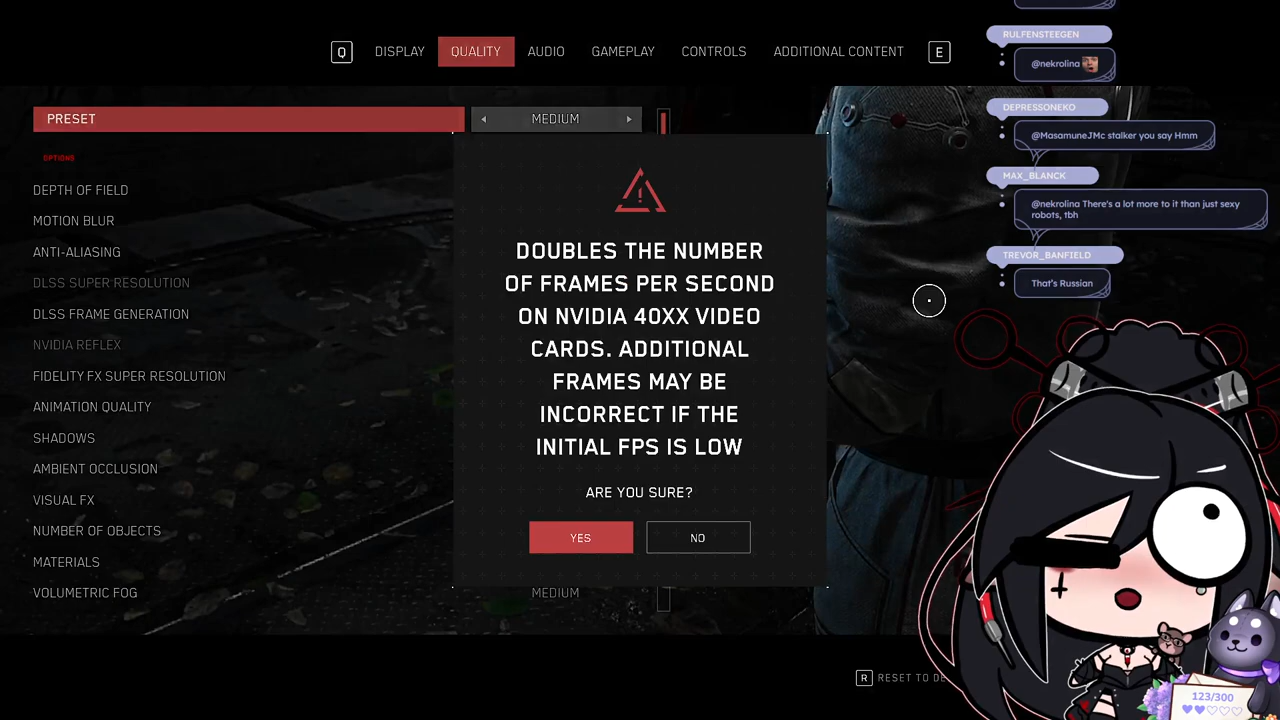 Q DISPLAY QUALITY AUDIO GAMEPLAY CONTROLS ADDITIONAL CONTENT E
PRESET MEDIUM
OPTIONS
DEPTH OF FIELD
MOTION BLUR
ANTI-ALIASING
DLSS SUPER RESOLUTION
DLSS FRAME GENERATION
NVIDIA REFLEX
FIDELITY FX SUPER RESOLUTION
ANIMATION QUALITY
SHADOWS
AMBIENT OCCLUSION
VISUAL FX
NUMBER OF OBJECTS
MATERIALS
VOLUMETRIC FOG MEDIUM
DOUBLES THE NUMBER
OF FRAMES PER SECOND
ON NVIDIA 40XX VIDEO
CARDS. ADDITIONAL
FRAMES MAY BE
INCORRECT IF THE
INITIAL FPS IS LOW
ARE YOU SURE?
YES NO
R RESET TO DE
RULFENSTEEGEN
@nekrolina
DEPRESSONEKO
@MasamuneJMc stalker you say Hmm
MAX_BLANCK
@nekrolina There's a lot more to it than just sexy
robots, tbh
TREVOR_BANFIELD
That's Russian
123/300